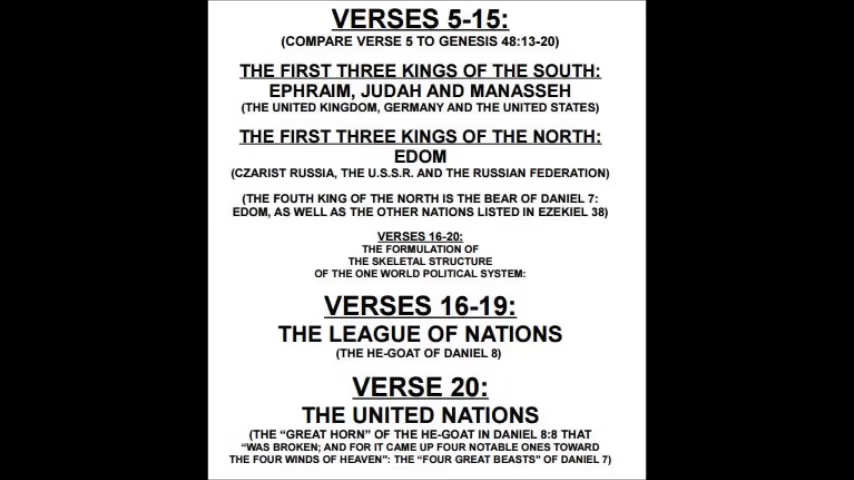 VERSES 5-15:
(COMPARE VERSE 5 TO GENESIS 48:13-20)
THE FIRST THREE KINGS OF THE SOUTH:
EPHRAIM, JUDAH AND MANASSEH
(THE UNITED KINGDOM, GERMANY AND THE UNITED STATES)
THE FIRST THREE KINGS OF THE NORTH:
EDOM
(CZARIST RUSSIA, THE U.S.S.R. AND THE RUSSIAN FEDERATION)
(THE FOUTH KING OF THE NORTH IS THE BEAR OF DANIEL 7:
EDOM, AS WELL AS THE OTHER NATIONS LISTED IN EZEKIEL 38)
VERSES 16-20:
THE FORMULATION OF
THE SKELETAL STRUCTURE
OF THE ONE WORLD POLITICAL SYSTEM:
VERSES 16-19:
THE LEAGUE OF NATIONS
(THE HE-GOAT OF DANIEL 8)
VERSE 20:
THE UNITED NATIONS
(THE “GREAT HORN” OF THE HE-GOAT IN DANIEL 8:8 THAT
“WAS BROKEN; AND FOR IT CAME UP FOUR NOTABLE ONES TOWARD
THE FOUR WINDS OF HEAVEN”: THE “FOUR GREAT BEASTS” OF DANIEL 7)